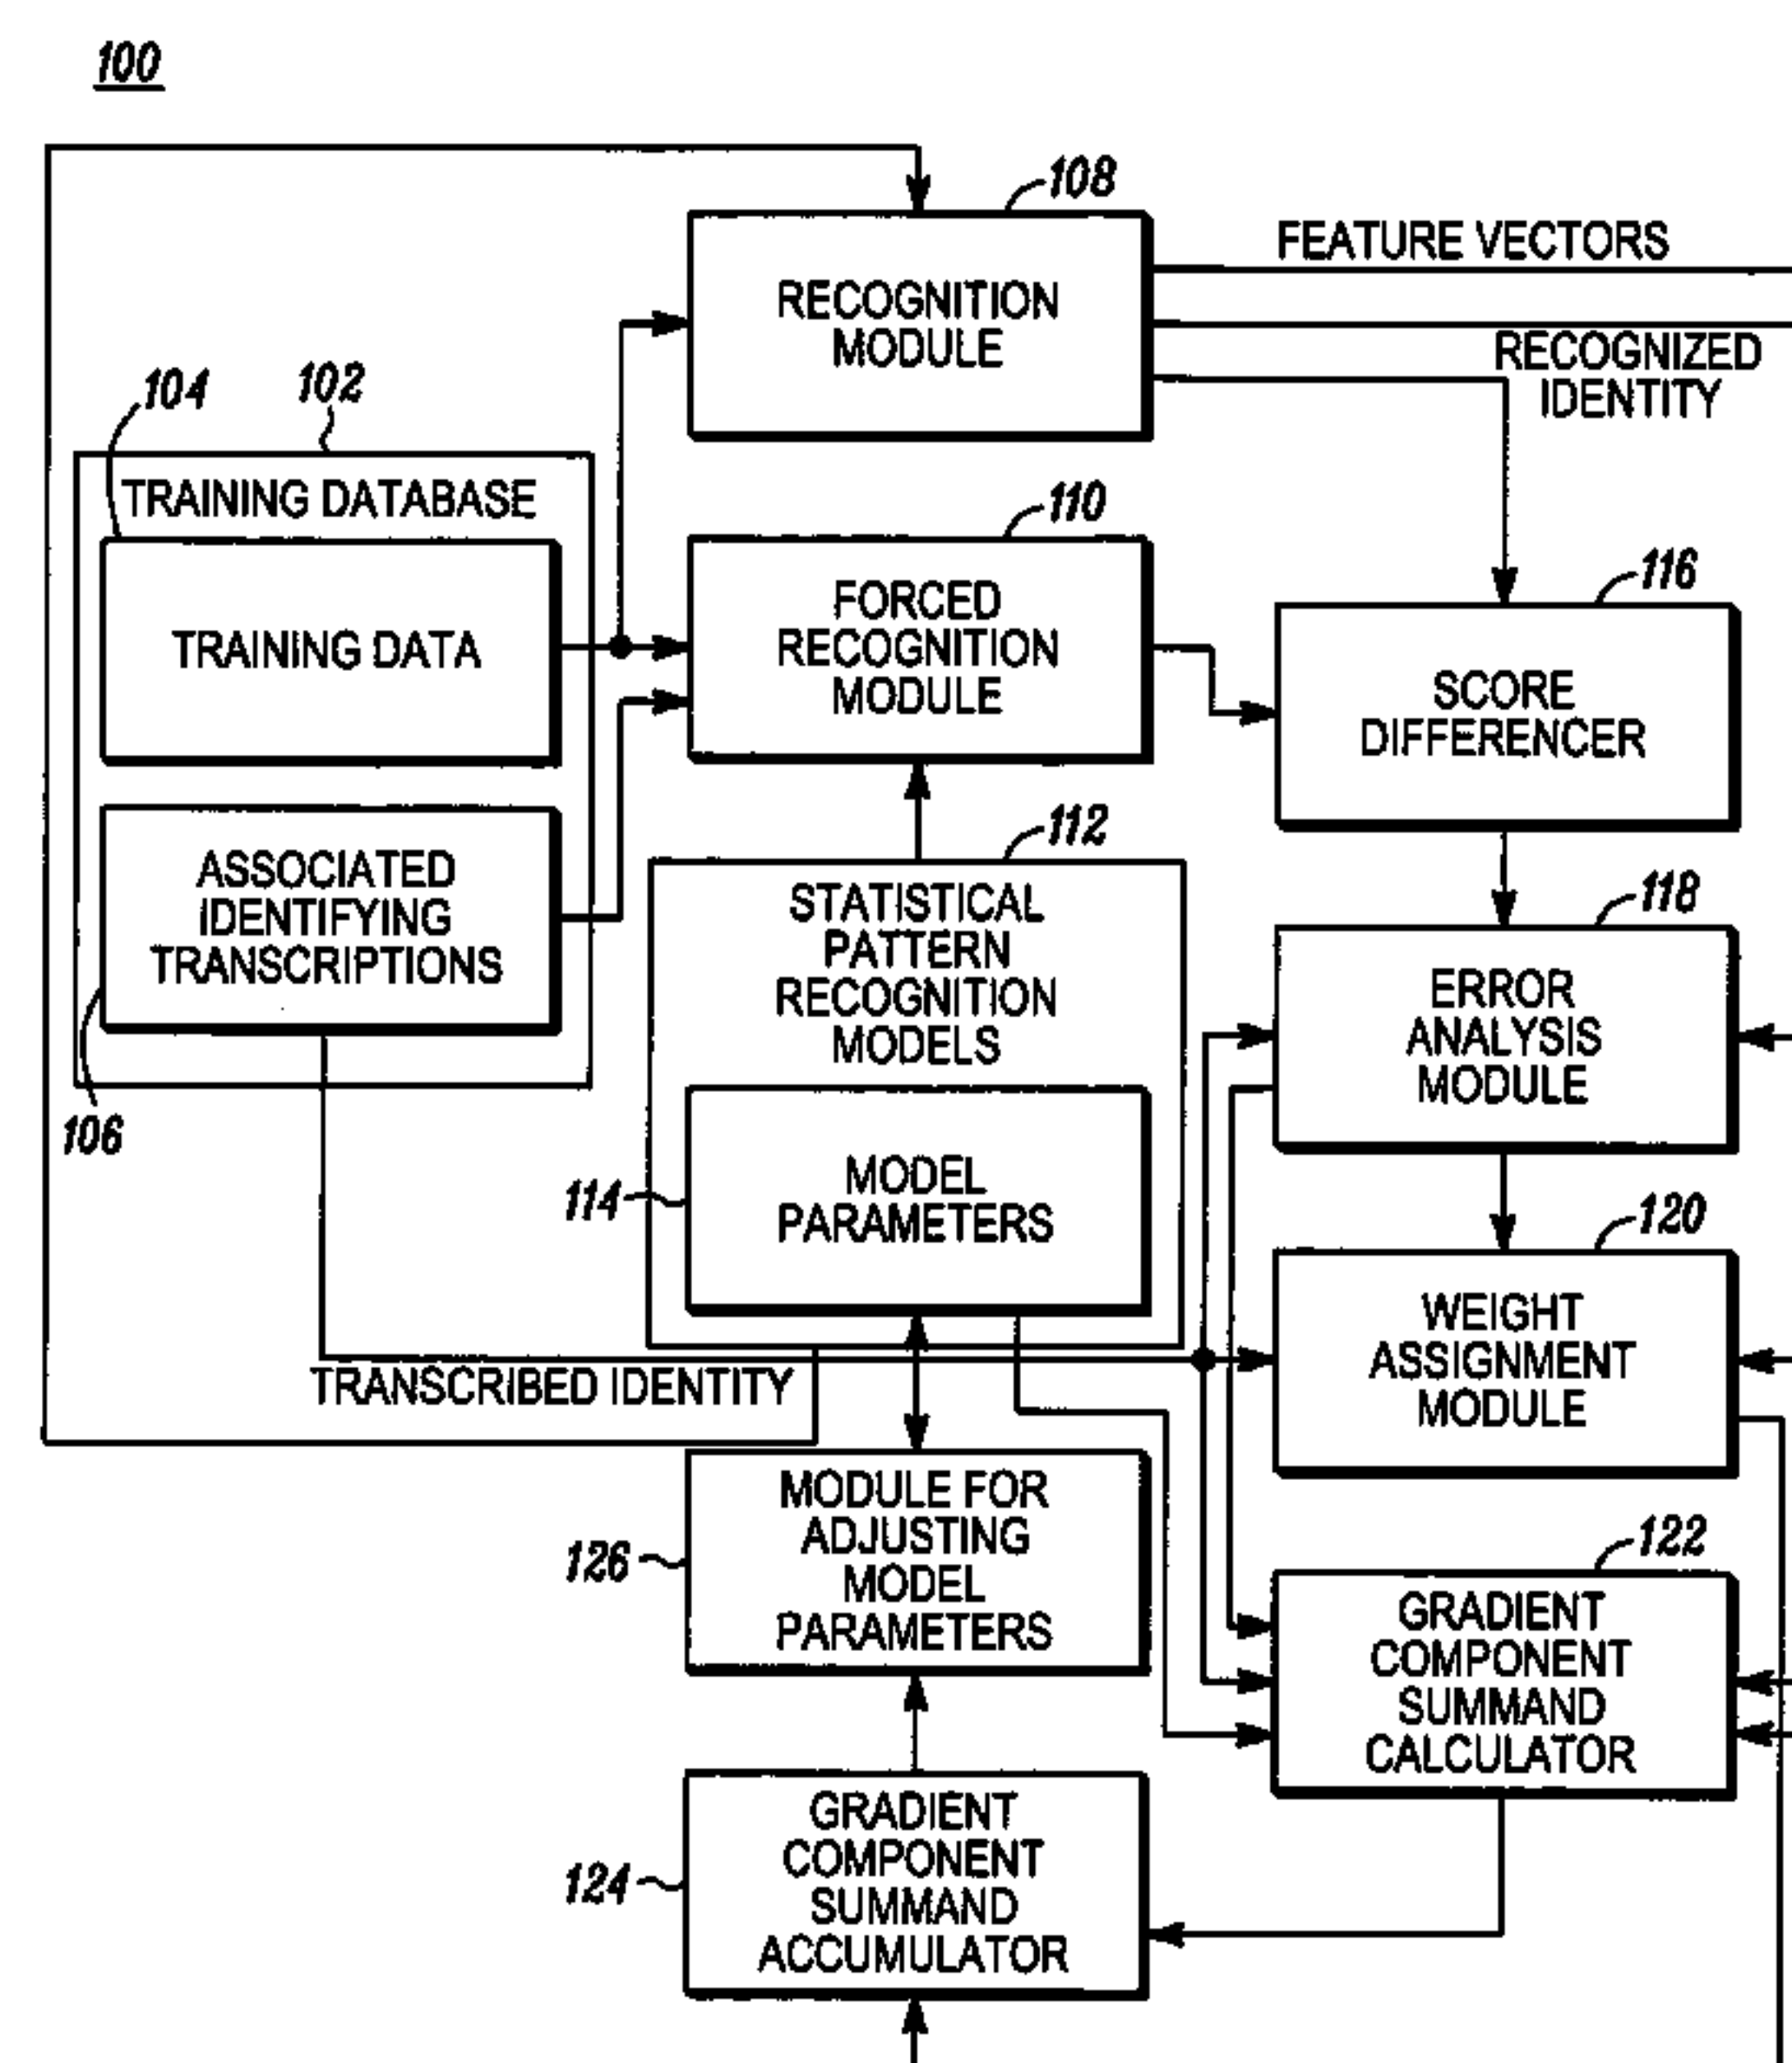 100
108
FEATURE VECTORS
RECOGNITION
MODULE
RECOGNIZED
IDENTITY
104
102
TRAINING DATABASE
110
116
TRAINING DATA
FORCED
RECOGNITION
MODULE
SCORE
DIFFERENCER
112
118
ASSOCIATED
IDENTIFYING
TRANSCRIPTIONS
106
STATISTICAL
PATTERN
RECOGNITION
MODELS
ERROR
ANALYSIS
MODULE
114
MODEL
PARAMETERS
120
WEIGHT
ASSIGNMENT
MODULE
TRANSCRIBED IDENTITY
126
MODULE FOR
ADJUSTING
MODEL
PARAMETERS
122
GRADIENT
COMPONENT
SUMMAND
CALCULATOR
124
GRADIENT
COMPONENT
SUMMAND
ACCUMULATOR